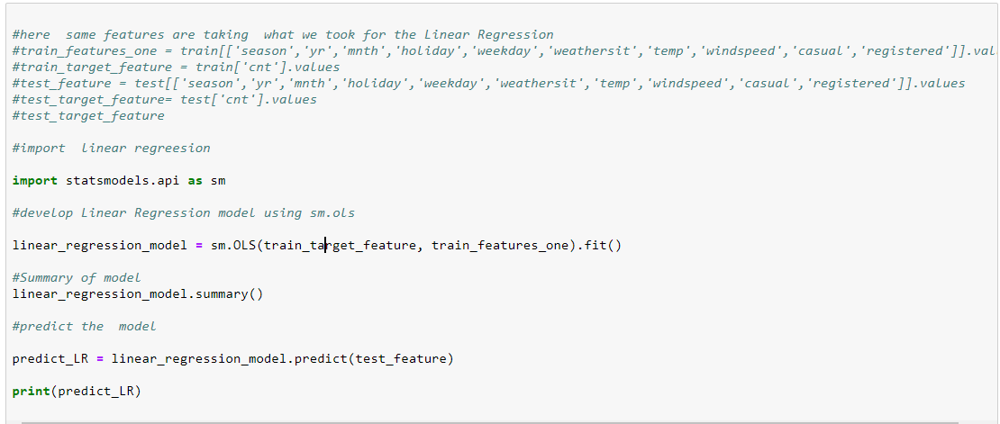 #here  same features are taking  what we took for the Linear Regression
#train_features_one = train[['season','yr','mnth','holiday','weekday','weathersit','temp','windspeed','casual','registered']].val
#train_target_feature = train['cnt'].values
#test_feature = test[['season','yr','mnth','holiday','weekday','weathersit','temp','windspeed','casual','registered']].values
#test_target_feature= test['cnt'].values
#test_target_feature
#import  linear regreesion
import statsmodels.api as sm
#develop Linear Regression model using sm.ols
linear_regression_model = sm.OLS(train_target_feature, train_features_one).fit()
#Summary of model
linear_regression_model.summary()
#predict the  model
predict_LR = linear_regression_model.predict(test_feature)
print(predict_LR)